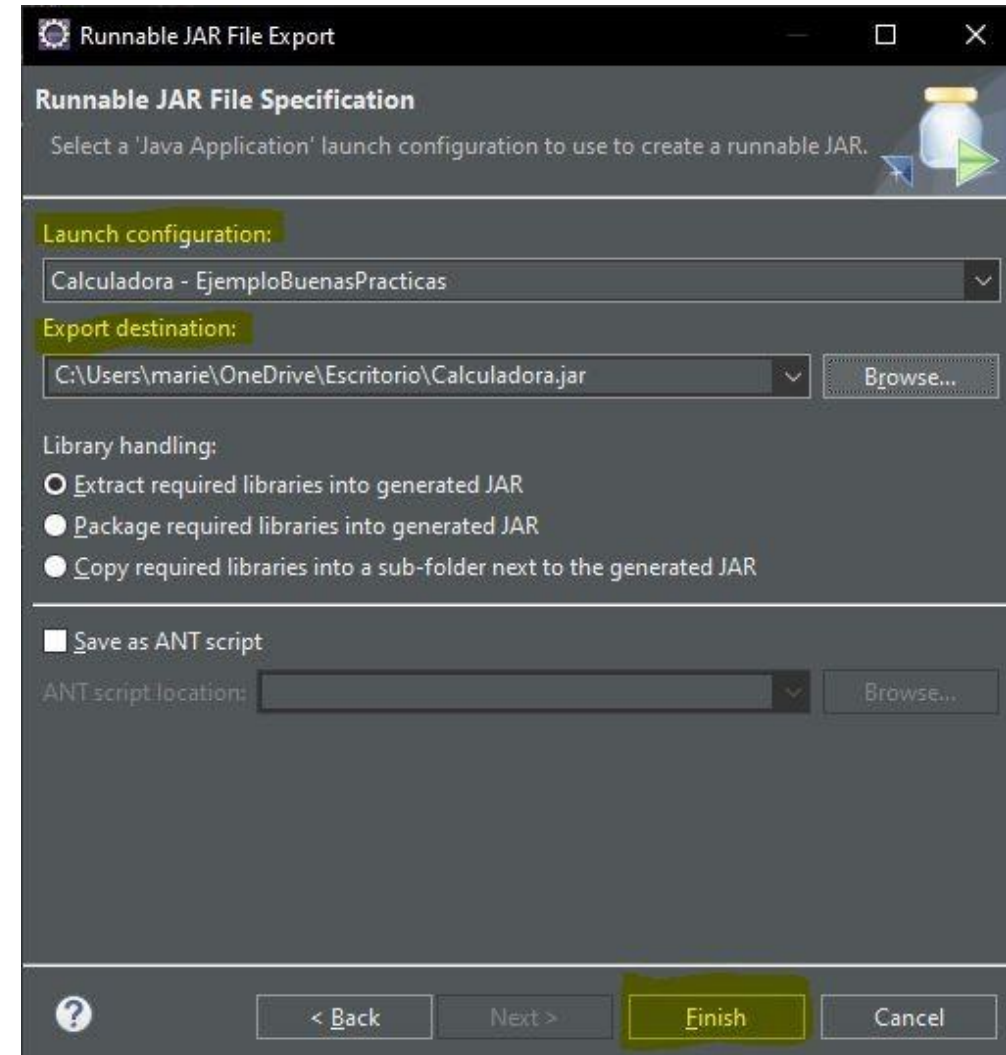 Runnable JAR File Export
Runnable JAR File Specification
Select a 'Java Application' launch configuration to use to create a runnable JAR.
Launch configuration:
Calculadora - EjemploBuenasPracticas
Export destination:
C:\Users\marie\OneDrive\Escritorio\Calculadora.jar Browse...
Library handling:
Extract required libraries into generated JAR
Package required libraries into generated JAR
Copy required libraries into a sub-folder next to the generated JAR
Save as ANT script
ANT script location: Browse...
? < Back Next > Finish Cancel